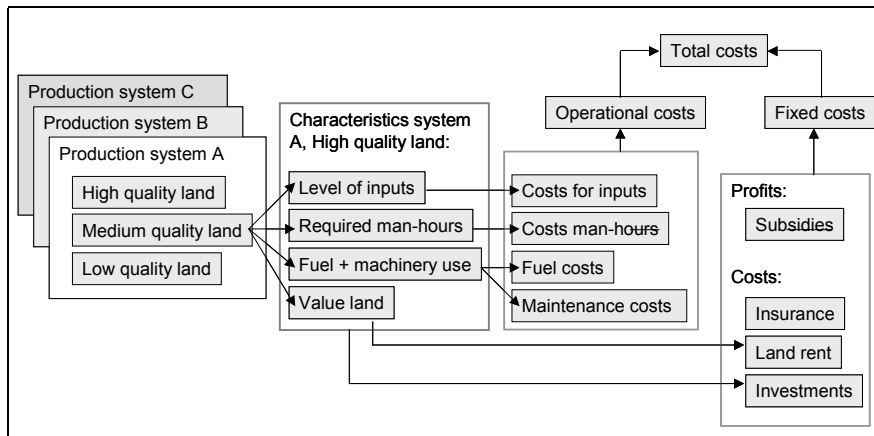 Production system C
Production system B
Production system A
High quality land
Medium quality land
Low quality land
Characteristics system
A, High quality land:
Level of inputs
Required man-hours
Fuel + machinery use
Value land
Total costs
Operational costs
Fixed costs
Costs for inputs
Costs man-hours
Fuel costs
Maintenance costs
Profits:
Subsidies
Costs:
Insurance
Land rent
Investments